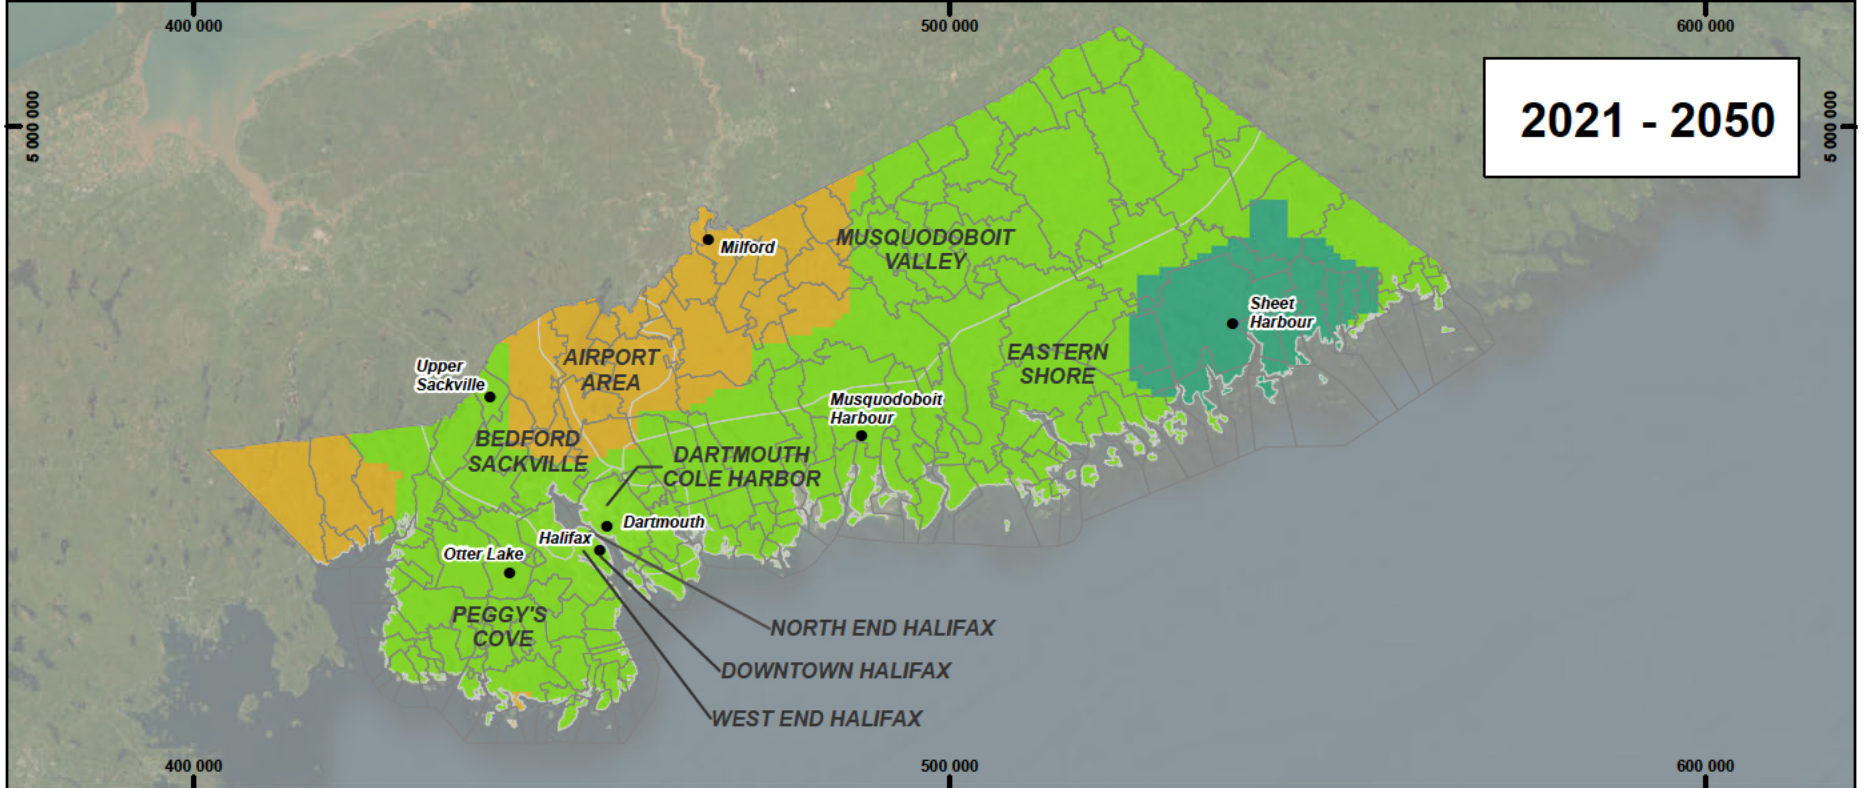 400 000
500 000
600 000
5 000 000
5 000 000
2021 - 2050
Milford
MUSQUODOBOIT
VALLEY
Sheet
Harbour
AIRPORT
AREA
EASTERN
SHORE
Upper
Sackville
Musquodoboit
Harbour
BEDFORD
SACKVILLE
DARTMOUTH
COLE HARBOR
Dartmouth
Halifax
Otter Lake
PEGGY'S
COVE
NORTH END HALIFAX
DOWNTOWN HALIFAX
WEST END HALIFAX
400 000
500 000
600 000